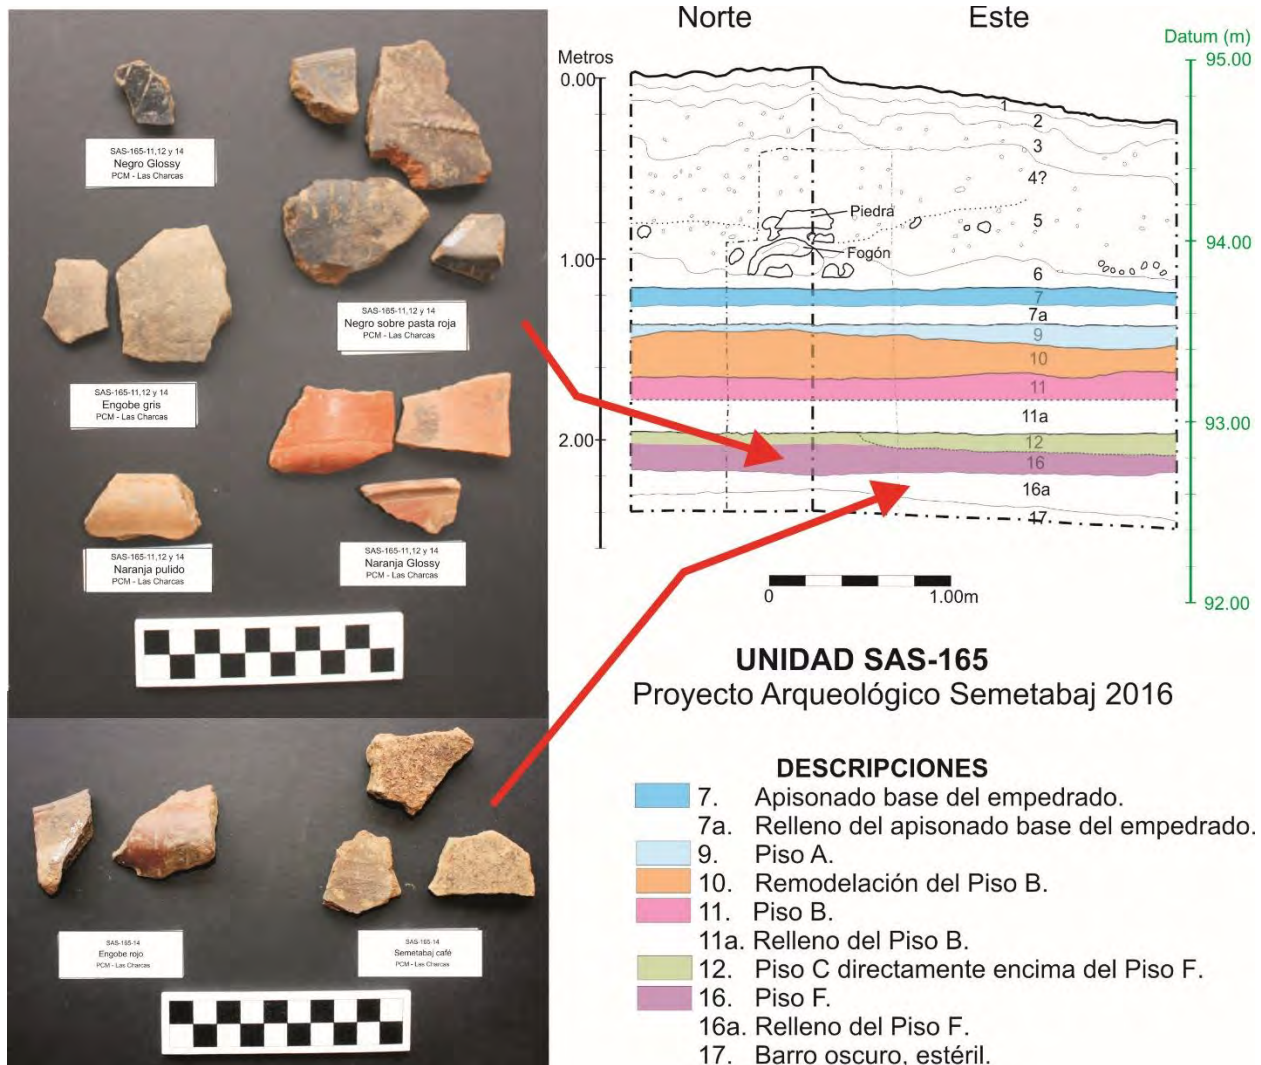 SAS-165-11,12 y 14
Negro Glossy
PCM - Las Charcas
SAS-165-11,12 y 14
Negro sobre pasta roja
PCM - Las Charcas
SAS-165-11,12 y 14
Engobe gris
PCM - Las Charcas
SAS-165-11,12 y 14
Naranja pulido
PCM - Las Charcas
SAS-165-11,12 y 14
Naranja Glossy
PCM - Las Charcas
SAS-165-14
Engobe rojo
PCM - Las Charcas
SAS-165-14
Semetabaj café
PCM - Las Charcas
Norte
Este
Metros
0.00
1.00
2.00
Datum (m)
95.00
94.00
93.00
92.00
1
2
3
4?
5
Piedra
Fogón
6
7
7a
9
10
11
11a
12
16
16a
17
0 1.00m
UNIDAD SAS-165
Proyecto Arqueológico Semetabaj 2016
DESCRIPCIONES
7. Apisonado base del empedrado.
7a. Relleno del apisonado base del empedrado.
9. Piso A.
10. Remodelación del Piso B.
11. Piso B.
11a. Relleno del Piso B.
12. Piso C directamente encima del Piso F.
16. Piso F.
16a. Relleno del Piso F.
17. Barro oscuro, estéril.